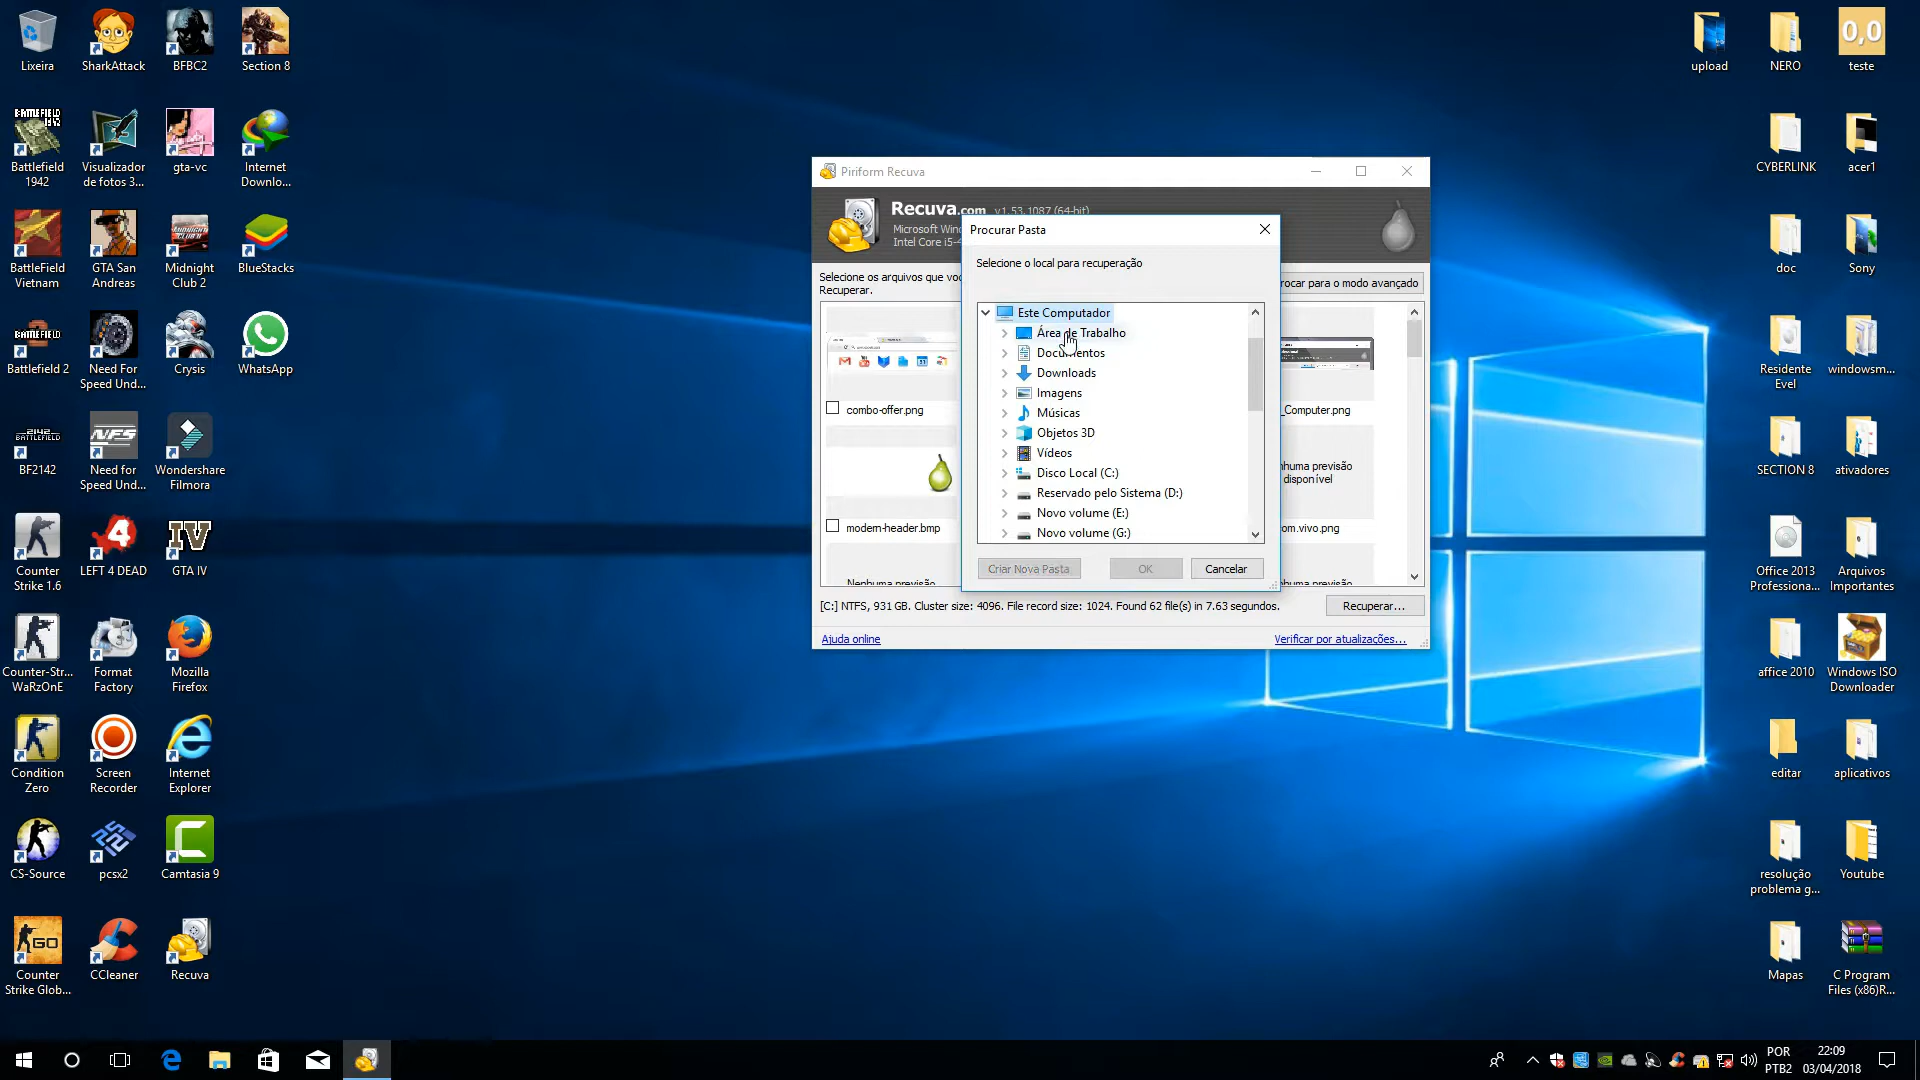 Lixeira
SharkAttack
BFBC2
Section 8
Battlefield
1942
Visualizador
de fotos 3...
gta-vc
Internet
Downlo...
BattleField
Vietnam
GTA San
Andreas
Midnight
Club 2
BlueStacks
Battlefield 2
Need For
Speed Und...
Crysis
WhatsApp
BF2142
Need for
Speed Und...
Wondershare
Filmora
Counter
Strike 1.6
LEFT 4 DEAD
GTA IV
Counter-Str...
WaRzOnE
Format
Factory
Mozilla
Firefox
Condition
Zero
Screen
Recorder
Internet
Explorer
CS-Source
pcsx2
Camtasia 9
Counter
Strike Glob...
CCleaner
Recuva
Piriform Recuva
Recuva.com v1.53.1087 (64-bit)
Microsoft Win
Intel Core i5-4
Selecione os arquivos que voc
Recuperar.
rocar para o modo avançado
combo-offer.png
_Computer.png
modern-header.bmp
nhuma previsão
disponível
om.vivo.png
Nenhuma previsão
huma previsão
[C:] NTFS, 931 GB. Cluster size: 4096. File record size: 1024. Found 62 file(s) in 7.63 segundos.
Recuperar...
Ajuda online
Verificar por atualizações...
Procurar Pasta
Selecione o local para recuperação
Este Computador
Área de Trabalho
Documentos
Downloads
Imagens
Músicas
Objetos 3D
Vídeos
Disco Local (C:)
Reservado pelo Sistema (D:)
Novo volume (E:)
Novo volume (G:)
Criar Nova Pasta
OK
Cancelar
upload
NERO
0,0
teste
CYBERLINK
acer1
doc
Sony
Residente
Evel
windowsm...
SECTION 8
ativadores
Office 2013
Professiona...
Arquivos
Importantes
affice 2010
Windows ISO
Downloader
editar
aplicativos
resolução
problema g...
Youtube
Mapas
C Program
Files (x86)R...
POR
PTB2
22:09
03/04/2018